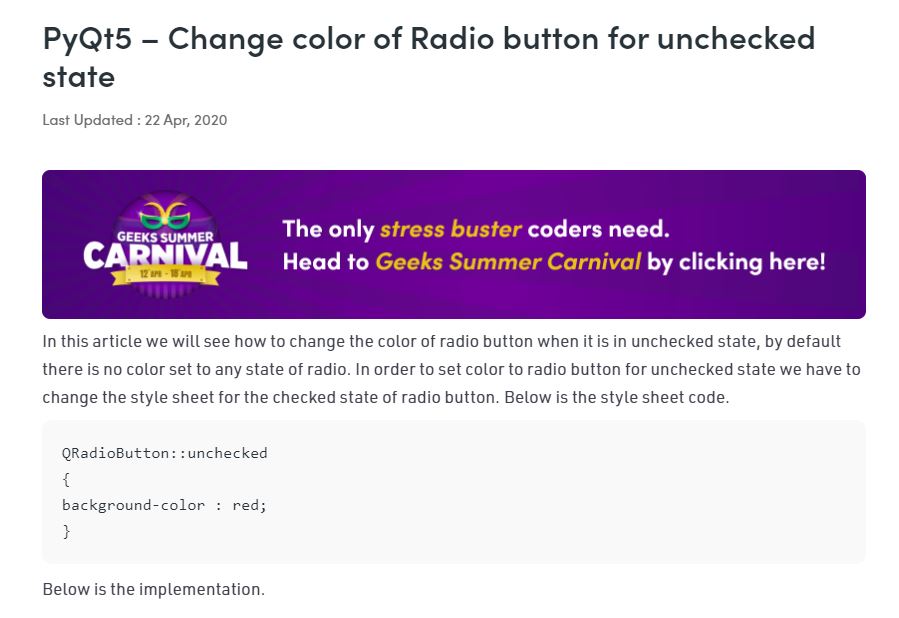 PyQt5 – Change color of Radio button for unchecked
state
Last Updated : 22 Apr, 2020
GEEKS SUMMER
CARNIVAL
12 APR - 18 APR
The only stress buster coders need.
Head to Geeks Summer Carnival by clicking here!
In this article we will see how to change the color of radio button when it is in unchecked state, by default
there is no color set to any state of radio. In order to set color to radio button for unchecked state we have to
change the style sheet for the checked state of radio button. Below is the style sheet code.
QRadioButton::unchecked
{
background-color : red;
}
Below is the implementation.